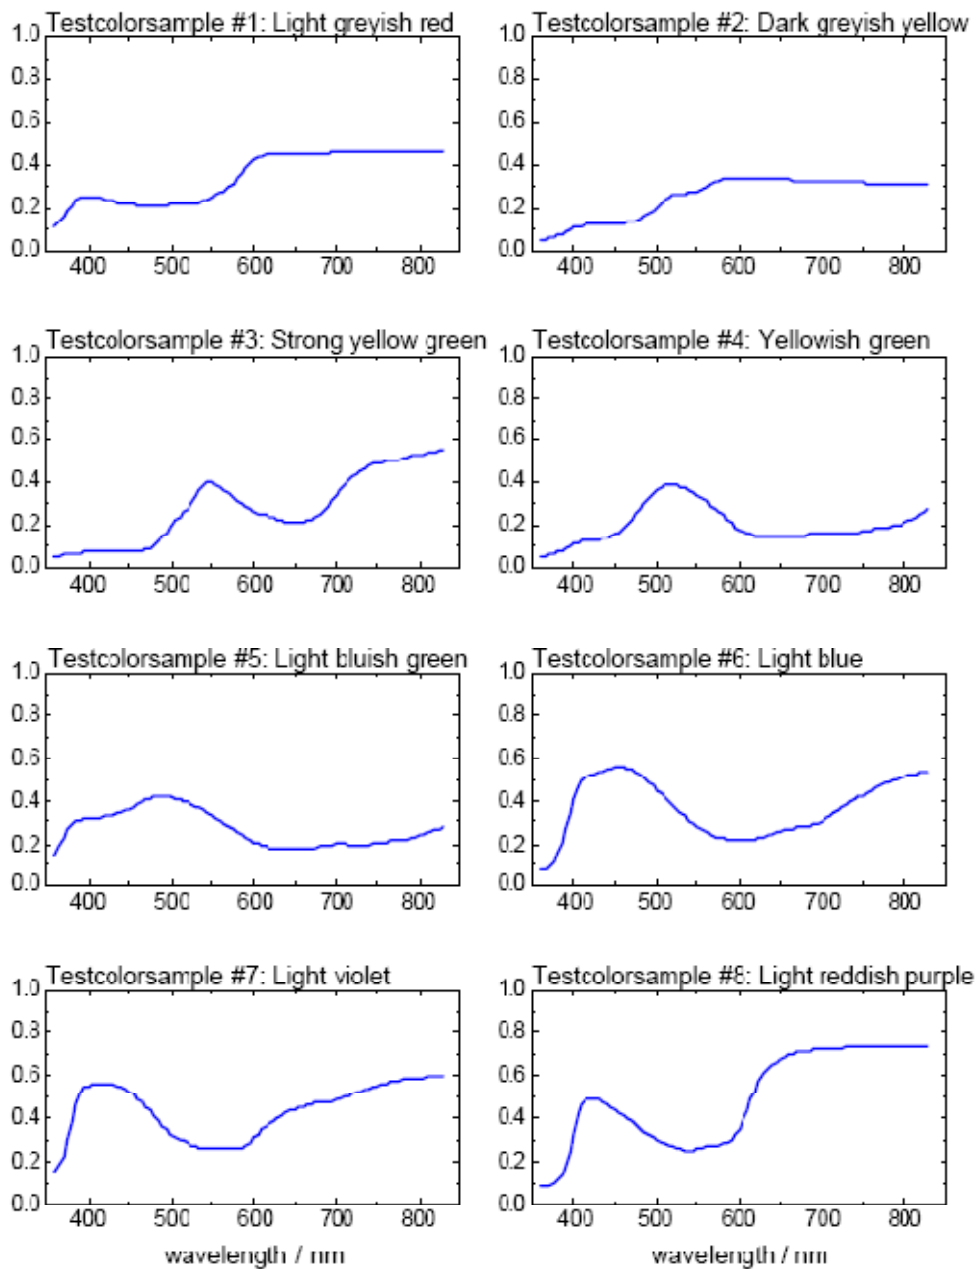 Testcolorsample #1: Light greyish red
1.0
0.8
0.6
0.4
0.2
0.0
400 500 600 700 800
Testcolorsample #2: Dark greyish yellow
1.0
0.8
0.6
0.4
0.2
0.0
400 500 600 700 800
Testcolorsample #3: Strong yellow green
1.0
0.8
0.6
0.4
0.2
0.0
400 500 600 700 800
Testcolorsample #4: Yellowish green
1.0
0.8
0.6
0.4
0.2
0.0
400 500 600 700 800
Testcolorsample #5: Light bluish green
1.0
0.8
0.6
0.4
0.2
0.0
400 500 600 700 800
Testcolorsample #6: Light blue
1.0
0.8
0.6
0.4
0.2
0.0
400 500 600 700 800
Testcolorsample #7: Light violet
1.0
0.8
0.6
0.4
0.2
0.0
400 500 600 700 800
wavelength / nm
Testcolorsample #8: Light reddish purple
1.0
0.8
0.6
0.4
0.2
0.0
400 500 600 700 800
wavelength / nm